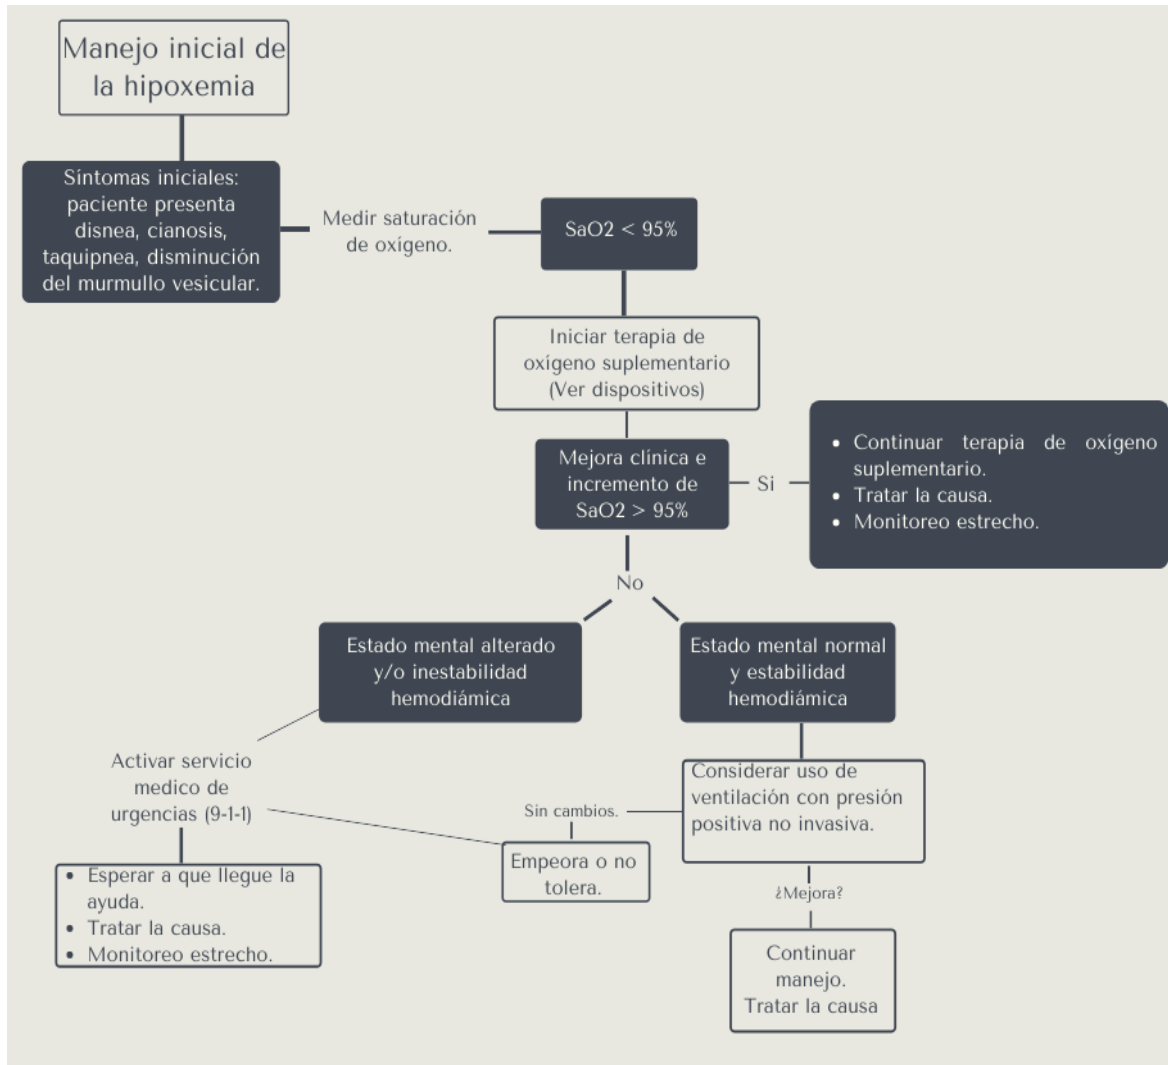 Manejo inicial de
la hipoxemia
Síntomas iniciales:
paciente presenta
disnea, cianosis,
taquipnea, disminución
del murmullo vesicular.
Medir saturación
de oxígeno.
SaO2 < 95%
Iniciar terapia de
oxígeno suplementario
(Ver dispositivos)
Mejora clínica e
incremento de
SaO2 > 95%
Si
• Continuar terapia de oxígeno
suplementario.
• Tratar la causa.
• Monitoreo estrecho.
No
Estado mental alterado
y/o inestabilidad
hemodiámica
Estado mental normal
y estabilidad
hemodiámica
Activar servicio
medico de
urgencias (9-1-1)
• Esperar a que llegue la
ayuda.
• Tratar la causa.
• Monitoreo estrecho.
Considerar uso de
ventilación con presión
positiva no invasiva.
Sin cambios.
Empeora o no
tolera.
¿Mejora?
Continuar
manejo.
Tratar la causa